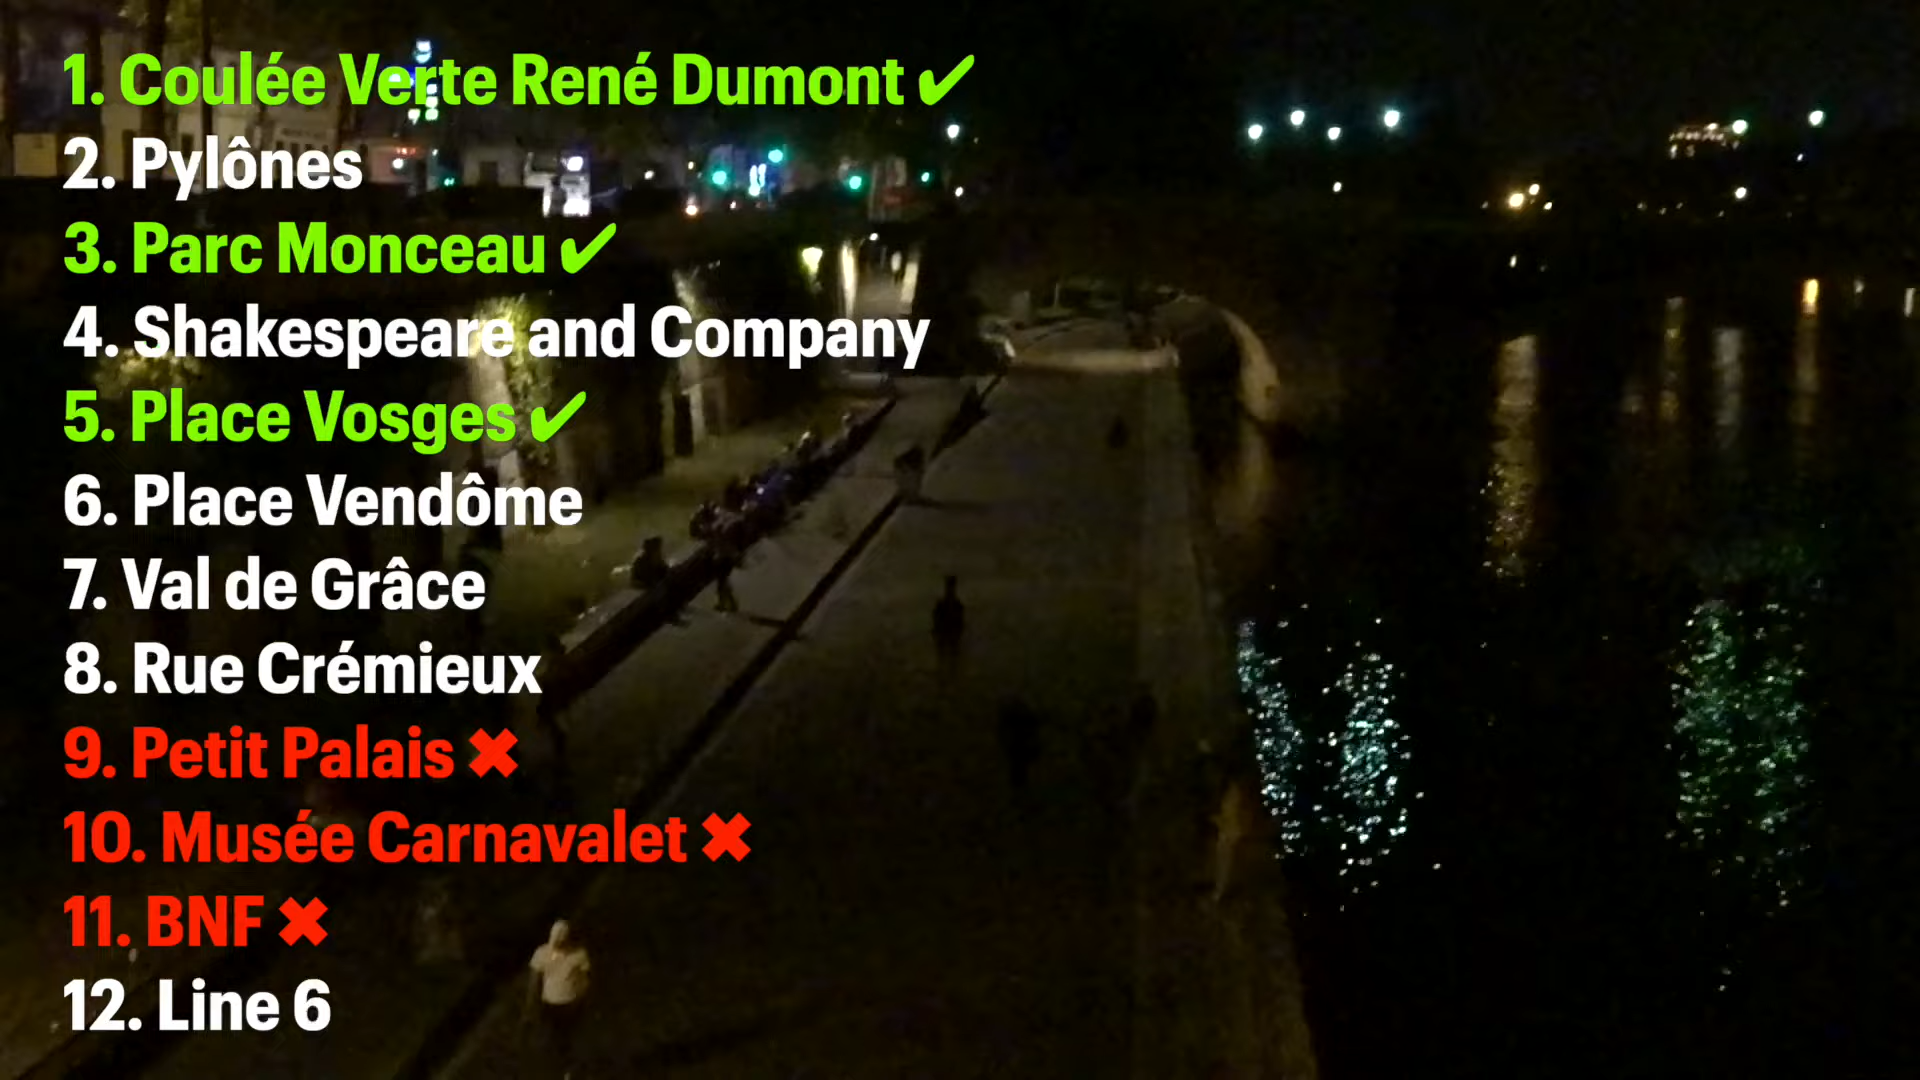 1. Coulée Verte René Dumont ✔
2. Pylônes
3. Parc Monceau ✔
4. Shakespeare and Company
5. Place Vosges ✔
6. Place Vendôme
7. Val de Grâce
8. Rue Crémieux
9. Petit Palais ✖
10. Musée Carnavalet ✖
11. BNF ✖
12. Line 6